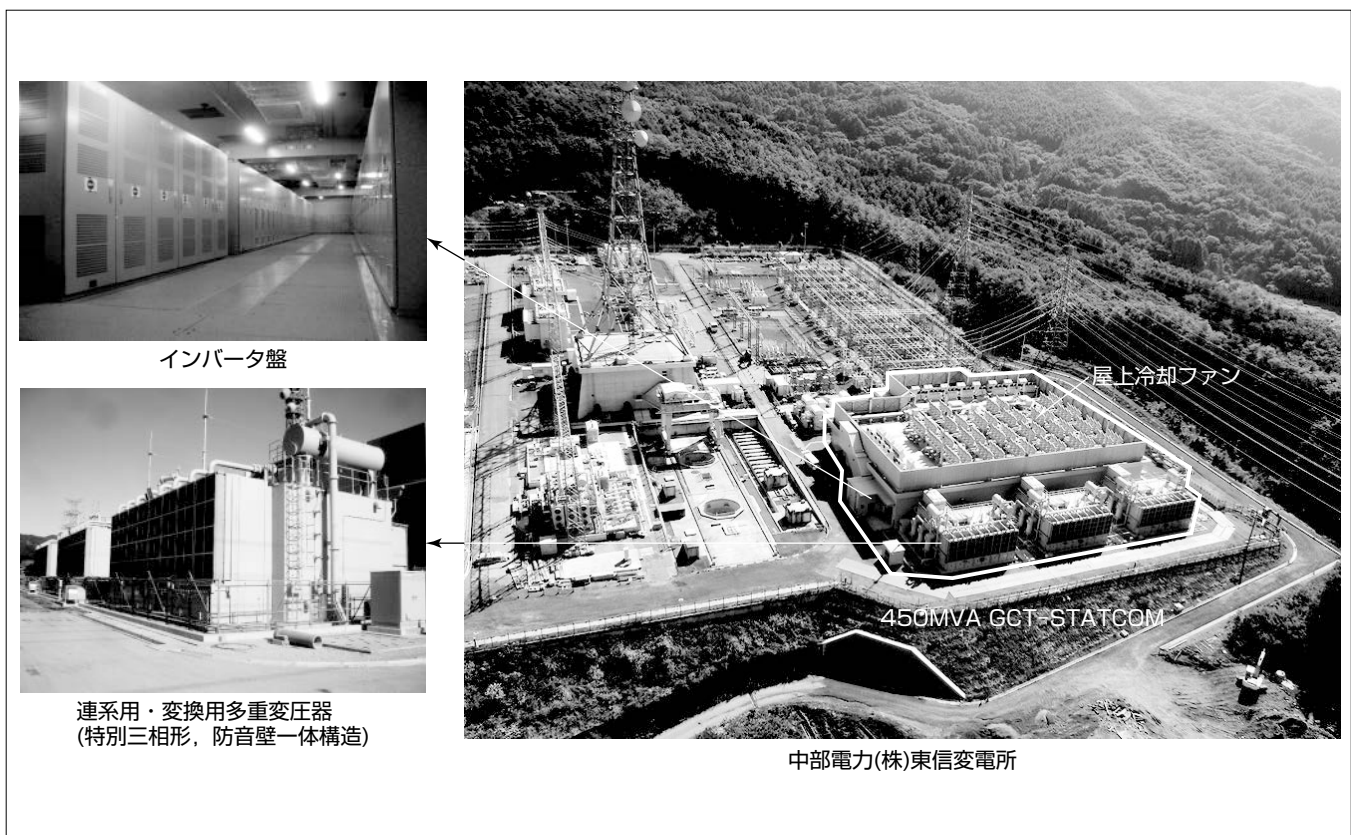 インバータ盤
連系用・変換用多重変圧器
(特別三相形，防音壁一体構造)
屋上冷却ファン
450MVA GCT-STATCOM
中部電力(株)東信変電所